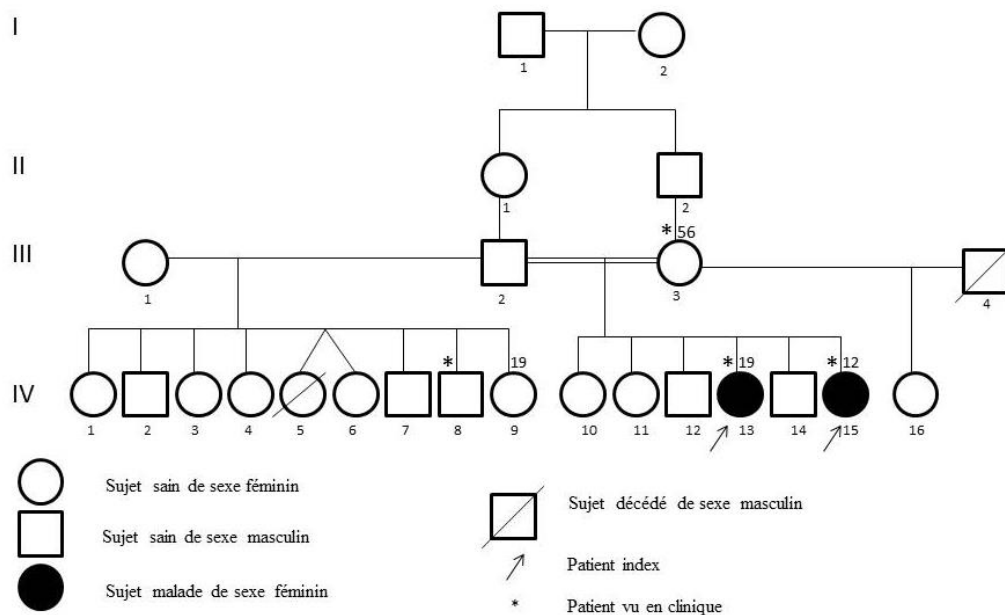 I
1
2
II
1
2
* 56
III
1
2
3
4
* * 19 * 12
19
IV
1 2 3 4 5 6 7 8 9 10 11 12 13 14 15 16
Sujet sain de sexe féminin
Sujet sain de sexe masculin
Sujet malade de sexe féminin
Sujet décédé de sexe masculin
Patient index
* Patient vu en clinique